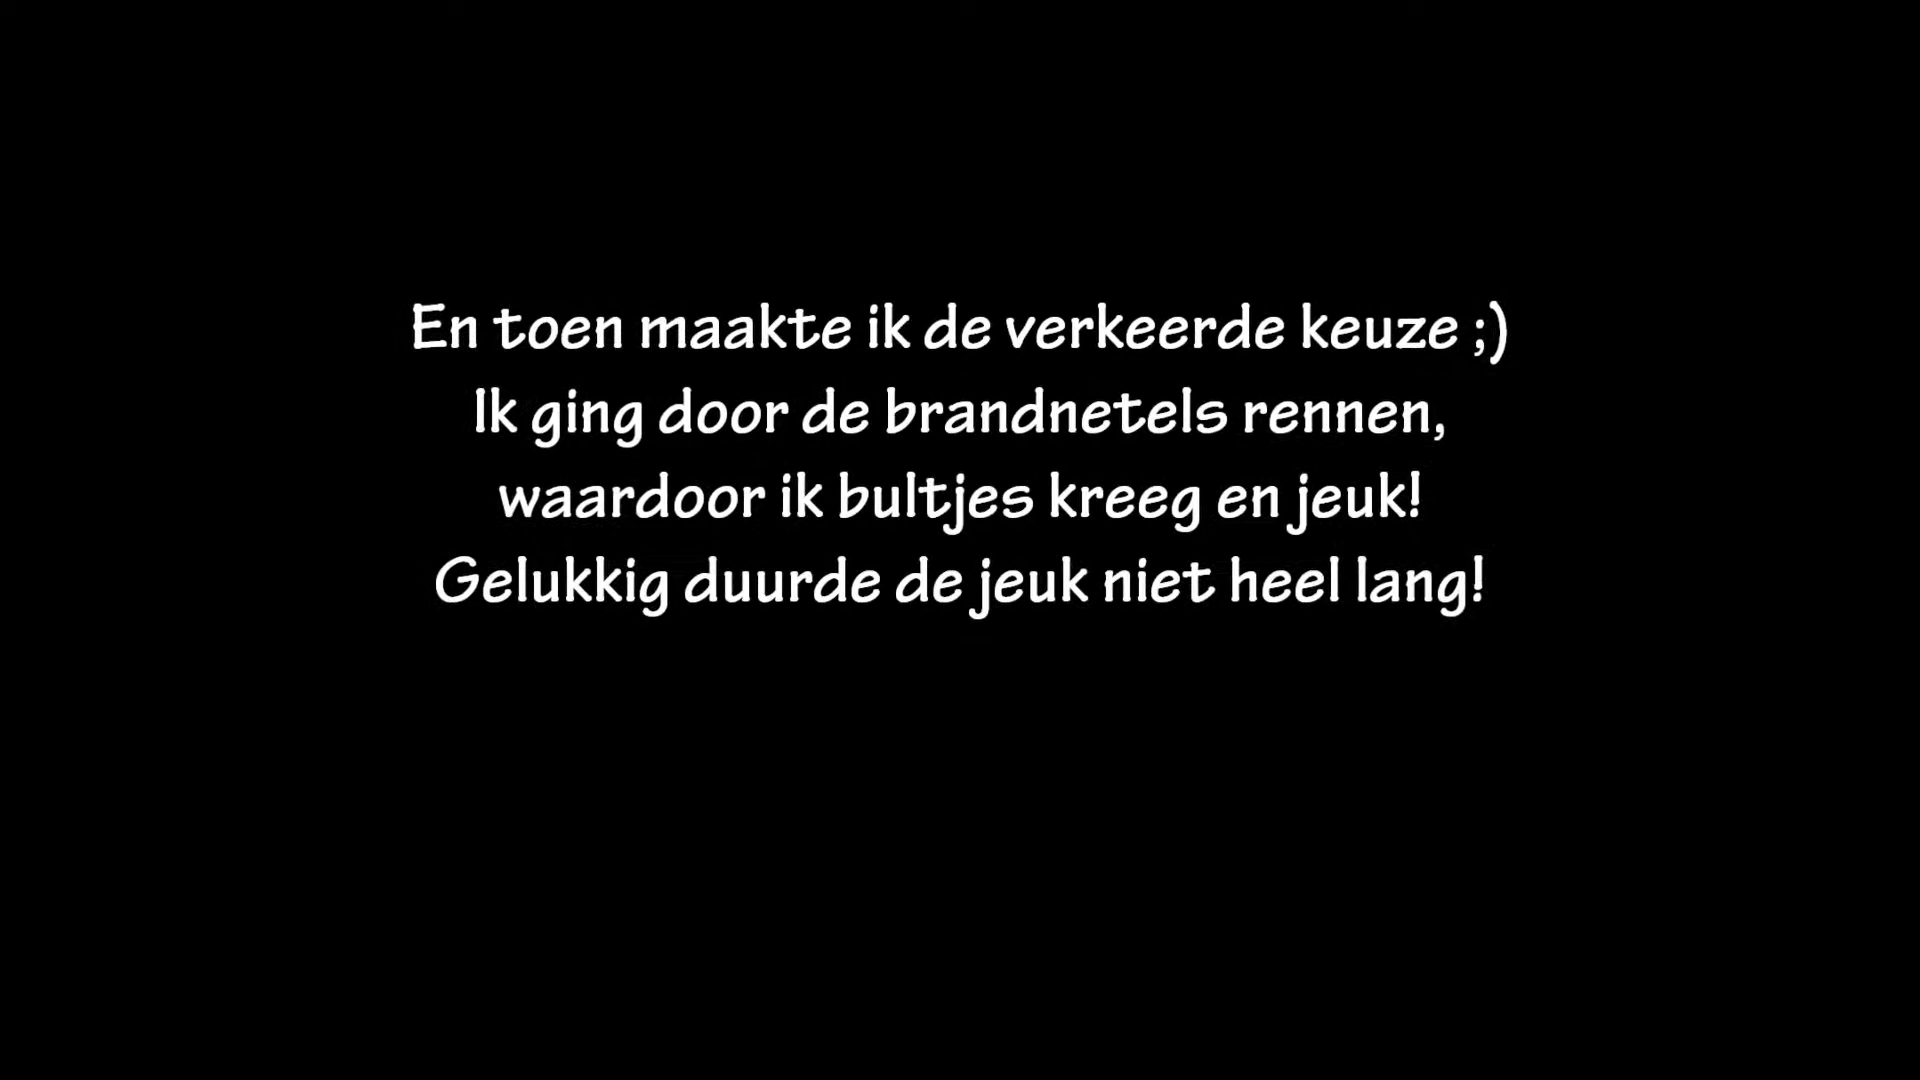 En toen maakte ik de verkeerde keuze ;)
Ik ging door de brandnetels rennen,
waardoor ik bultjes kreeg en jeuk!
Gelukkig duurde de jeuk niet heel lang!